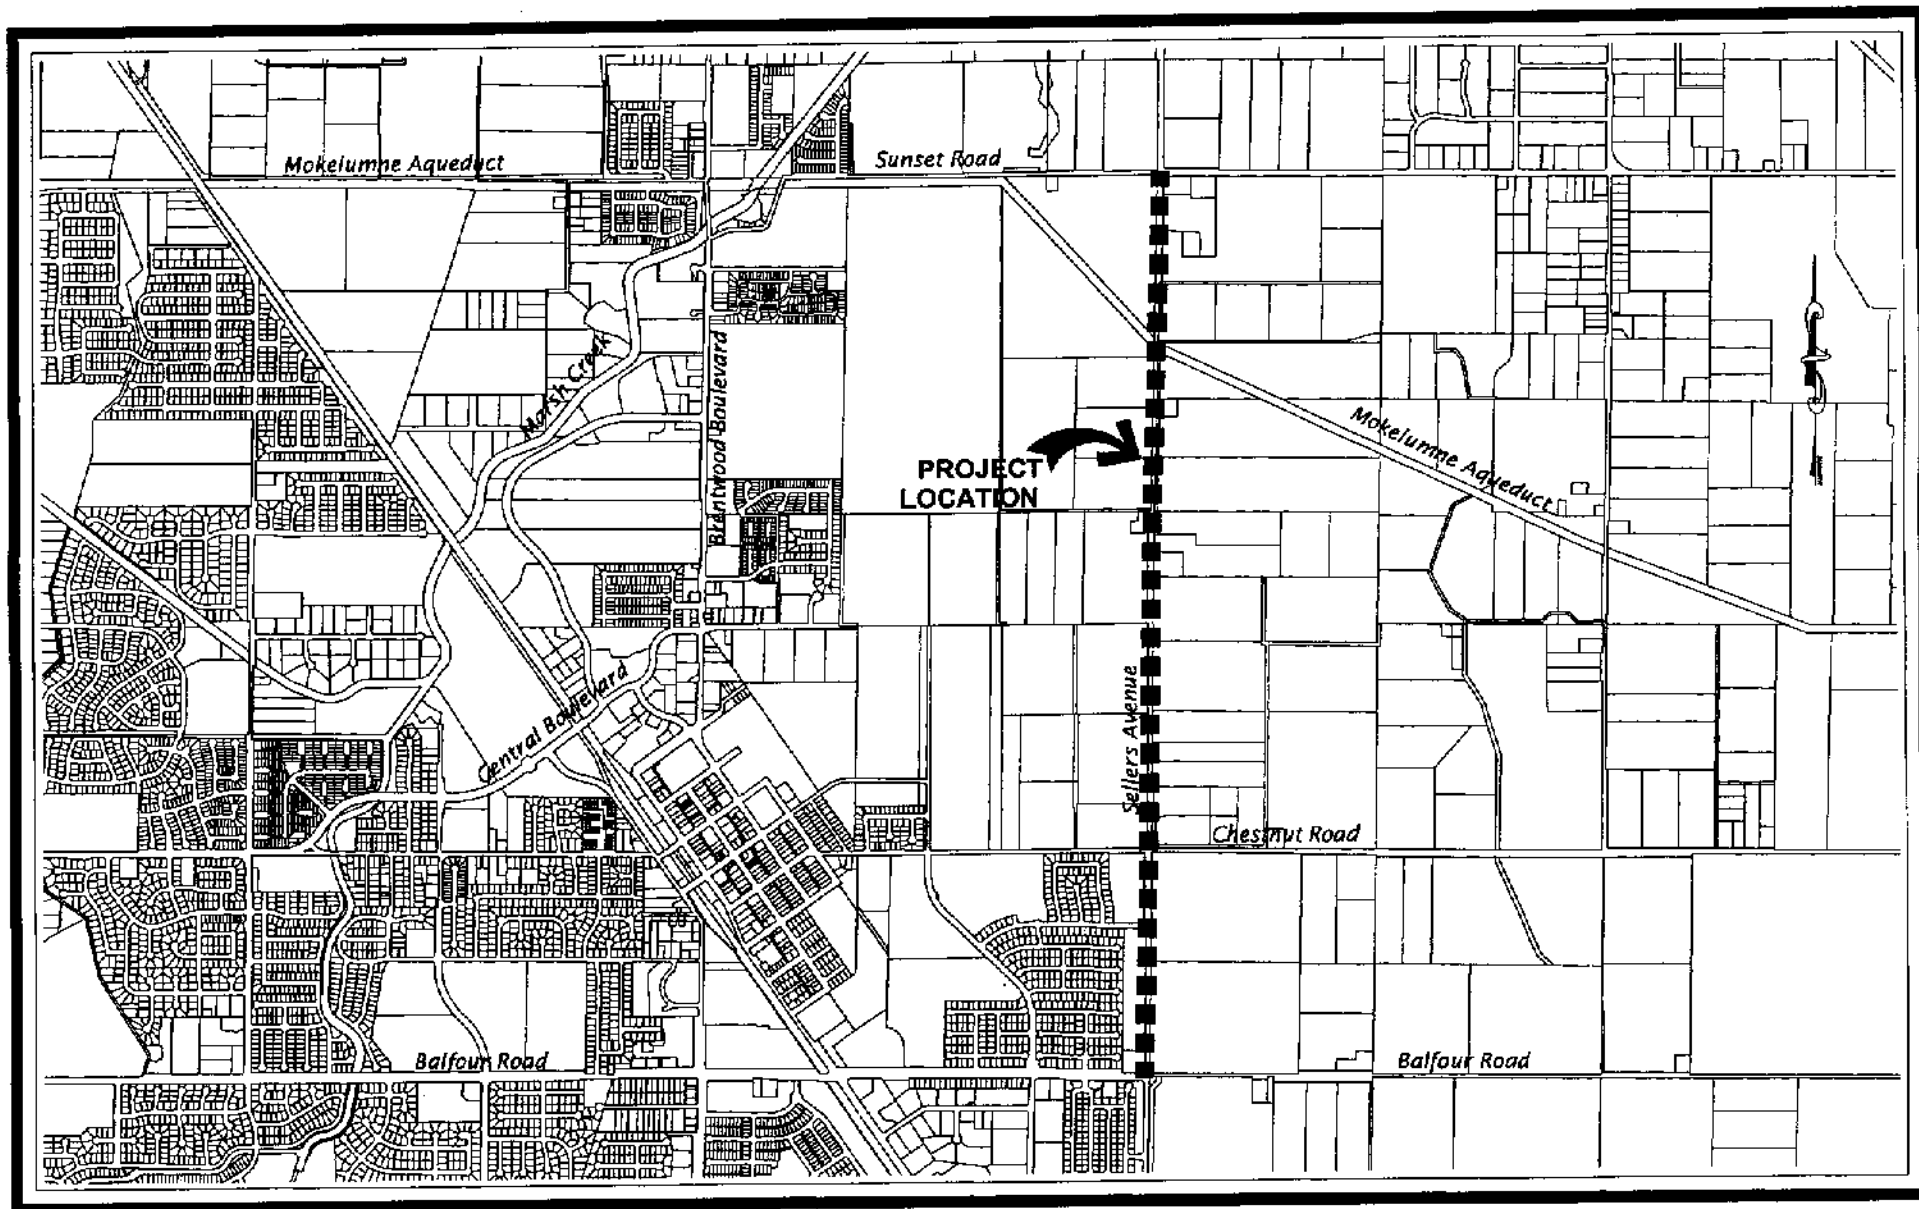 Mokelumne Aqueduct
Sunset Road
Marsh Creek
Brentwood Boulevard
Mokelumne Aqueduct
PROJECT
LOCATION
Central Boulevard
Sellers Avenue
Chestnut Road
Balfour Road
Balfour Road